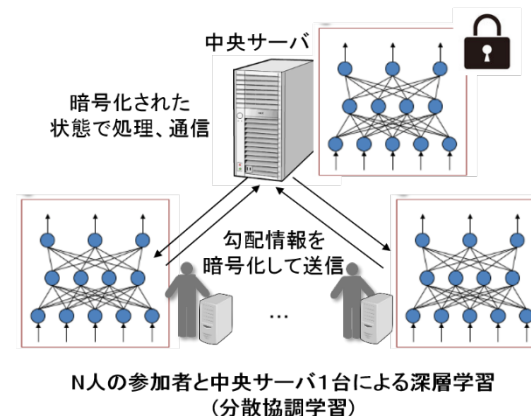 中央サーバ
暗号化された
状態で処理、通信
勾配情報を
暗号化して送信
…
N人の参加者と中央サーバ1台による深層学習
(分散協調学習)